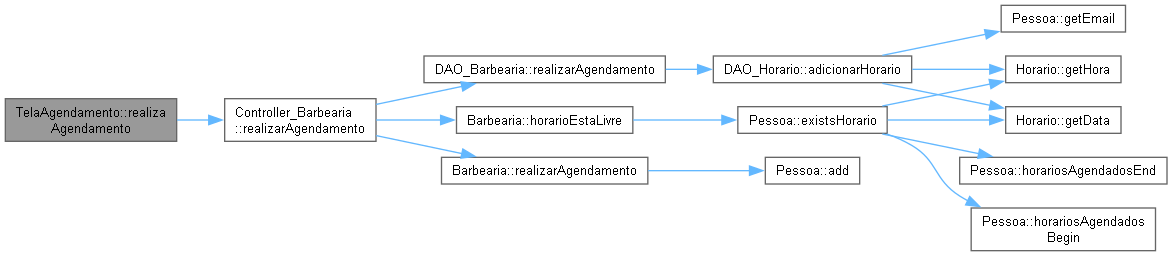 TelaAgendamento::realiza
Agendamento
Controller_Barbearia
::realizarAgendamento
DAO_Barbearia::realizarAgendamento
Barbearia::horarioEstaLivre
Barbearia::realizarAgendamento
DAO_Horario::adicionarHorario
Pessoa::existsHorario
Pessoa::add
Pessoa::getEmail
Horario::getHora
Horario::getData
Pessoa::horariosAgendadosEnd
Pessoa::horariosAgendados
Begin